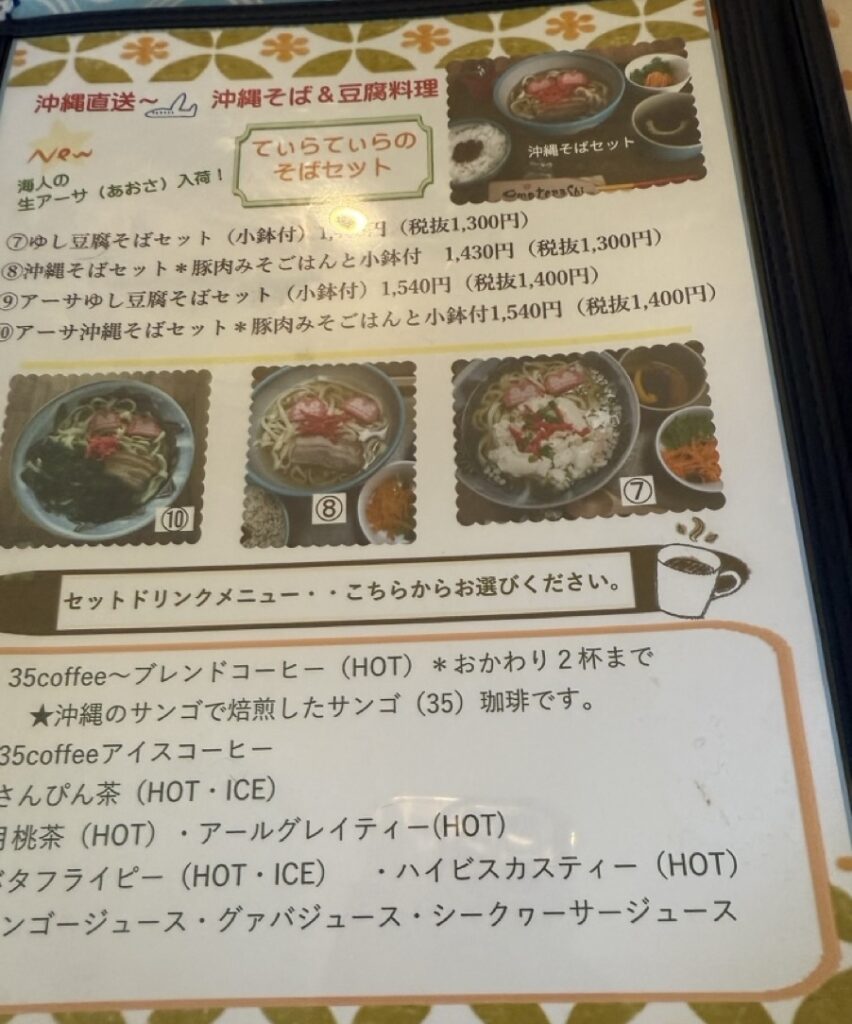 沖縄直送～ 沖縄そば＆豆腐料理
New
海人の
生アーサ（あおさ）入荷！
てぃらてぃらの
そばセット
沖縄そばセット
omotenashi
⑦ゆし豆腐そばセット（小鉢付）円（税抜1,300円）
⑧沖縄そばセット＊豚肉みそごはんと小鉢付 1,430円（税抜1,300円）
⑨アーサゆし豆腐そばセット（小鉢付）1,540円（税抜1,400円）
⑩アーサ沖縄そばセット＊豚肉みそごはんと小鉢付1,540円（税抜1,400円）
⑩
⑧
⑦
セットドリンクメニュー・・こちらからお選びください。
35coffee～ブレンドコーヒー（HOT）＊おかわり２杯まで
★沖縄のサンゴで焙煎したサンゴ（35）珈琲です。
35coffeeアイスコーヒー
さんぴん茶（HOT・ICE）
月桃茶（HOT）・アールグレイティー(HOT)
バタフライピー（HOT・ICE） ・ハイビスカスティー（HOT）
ンゴージュース・グァバジュース・シークヮーサージュース